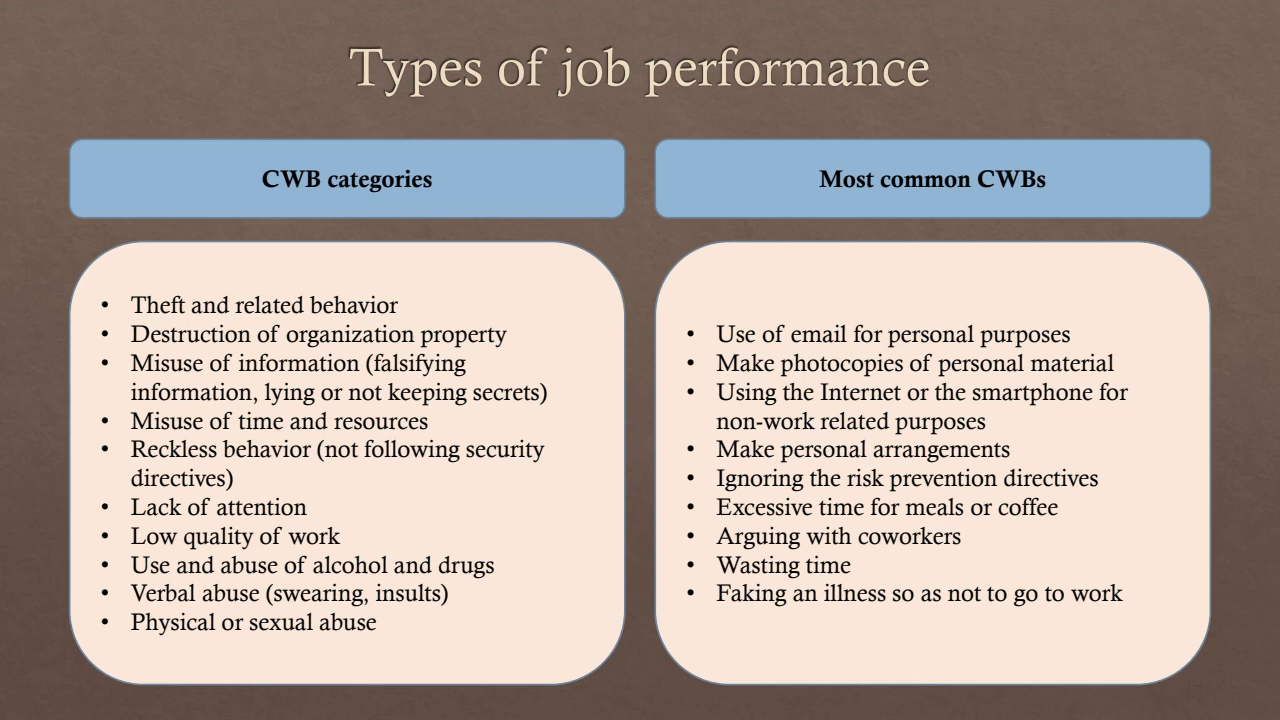 Types of job performance
CWB categories
• Theft and related behavior
• Destruction of organization property
• Misuse of information (falsifying
information, lying or not keeping secrets)
• Misuse of time and resources
• Reckless behavior (not following security
directives)
• Lack of attention
• Low quality of work
• Use and abuse of alcohol and drugs
• Verbal abuse (swearing, insults)
• Physical or sexual abuse
Most common CWBs
• Use of email for personal purposes
• Make photocopies of personal material
• Using the Internet or the smartphone for
non-work related purposes
• Make personal arrangements
• Ignoring the risk prevention directives
• Excessive time for meals or coffee
• Arguing with coworkers
• Wasting time
• Faking an illness so as not to go to work